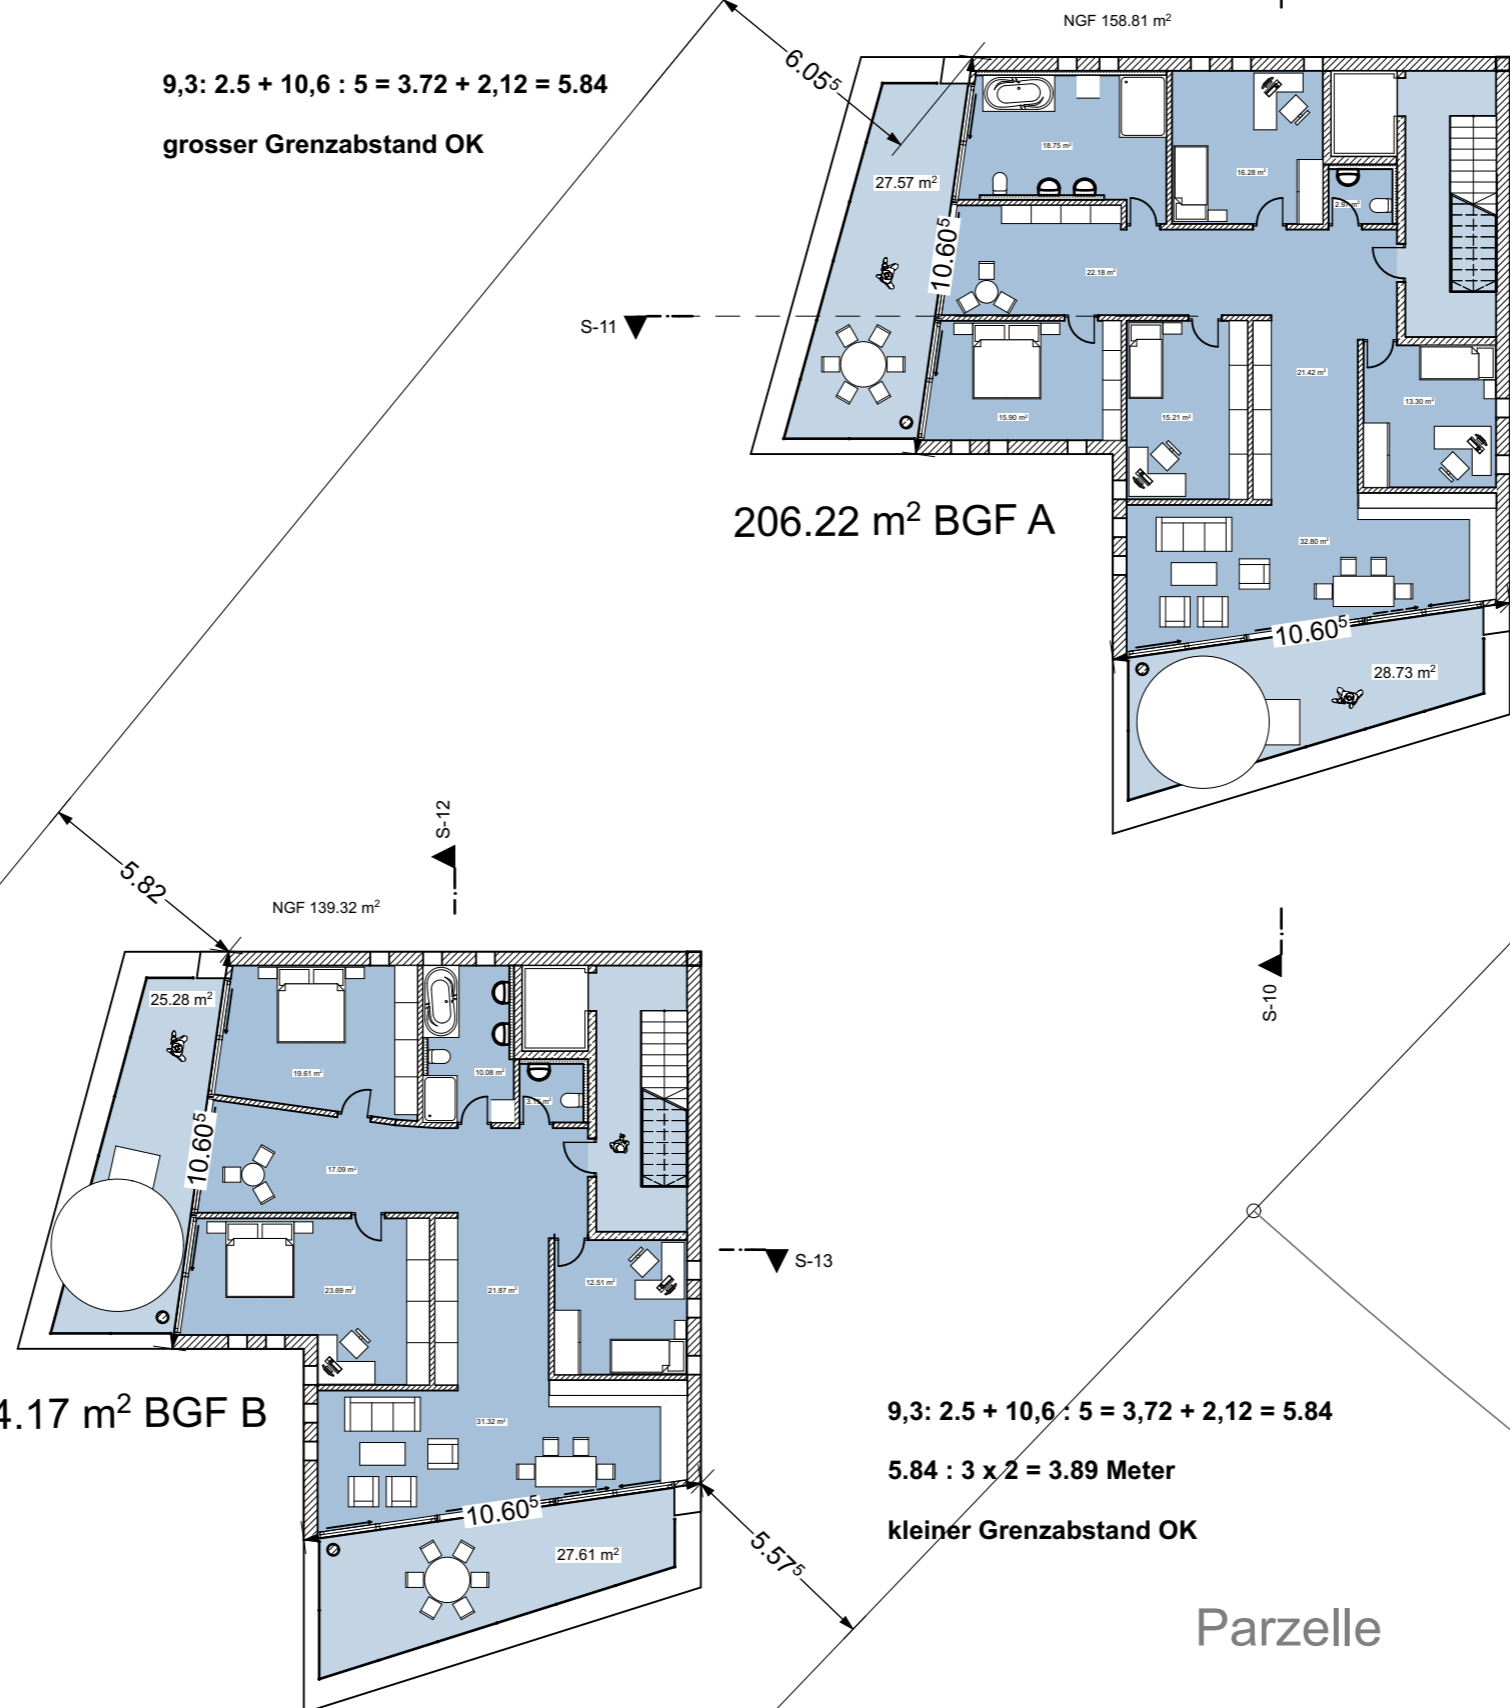 NGF 158.81 m²
9,3: 2.5 + 10,6 : 5 = 3.72 + 2,12 = 5.84
grosser Grenzabstand OK
6.05⁵
27.57 m²
18.75 m²
16.28 m²
2.97 m²
10.60⁵
22.18 m²
S-11
21.42 m²
15.90 m²
15.21 m²
13.30 m²
206.22 m² BGF A
32.80 m²
10.60⁵
28.73 m²
S-12
5.82
NGF 139.32 m²
25.28 m²
S-10
19.61 m²
10.08 m²
3.15 m²
10.60⁵
17.09 m²
S-13
23.69 m²
21.87 m²
12.51 m²
4.17 m² BGF B
31.32 m²
9,3: 2.5 + 10,6 : 5 = 3,72 + 2,12 = 5.84
5.84 : 3 x 2 = 3.89 Meter
kleiner Grenzabstand OK
10.60⁵
27.61 m²
5.57⁵
Parzelle